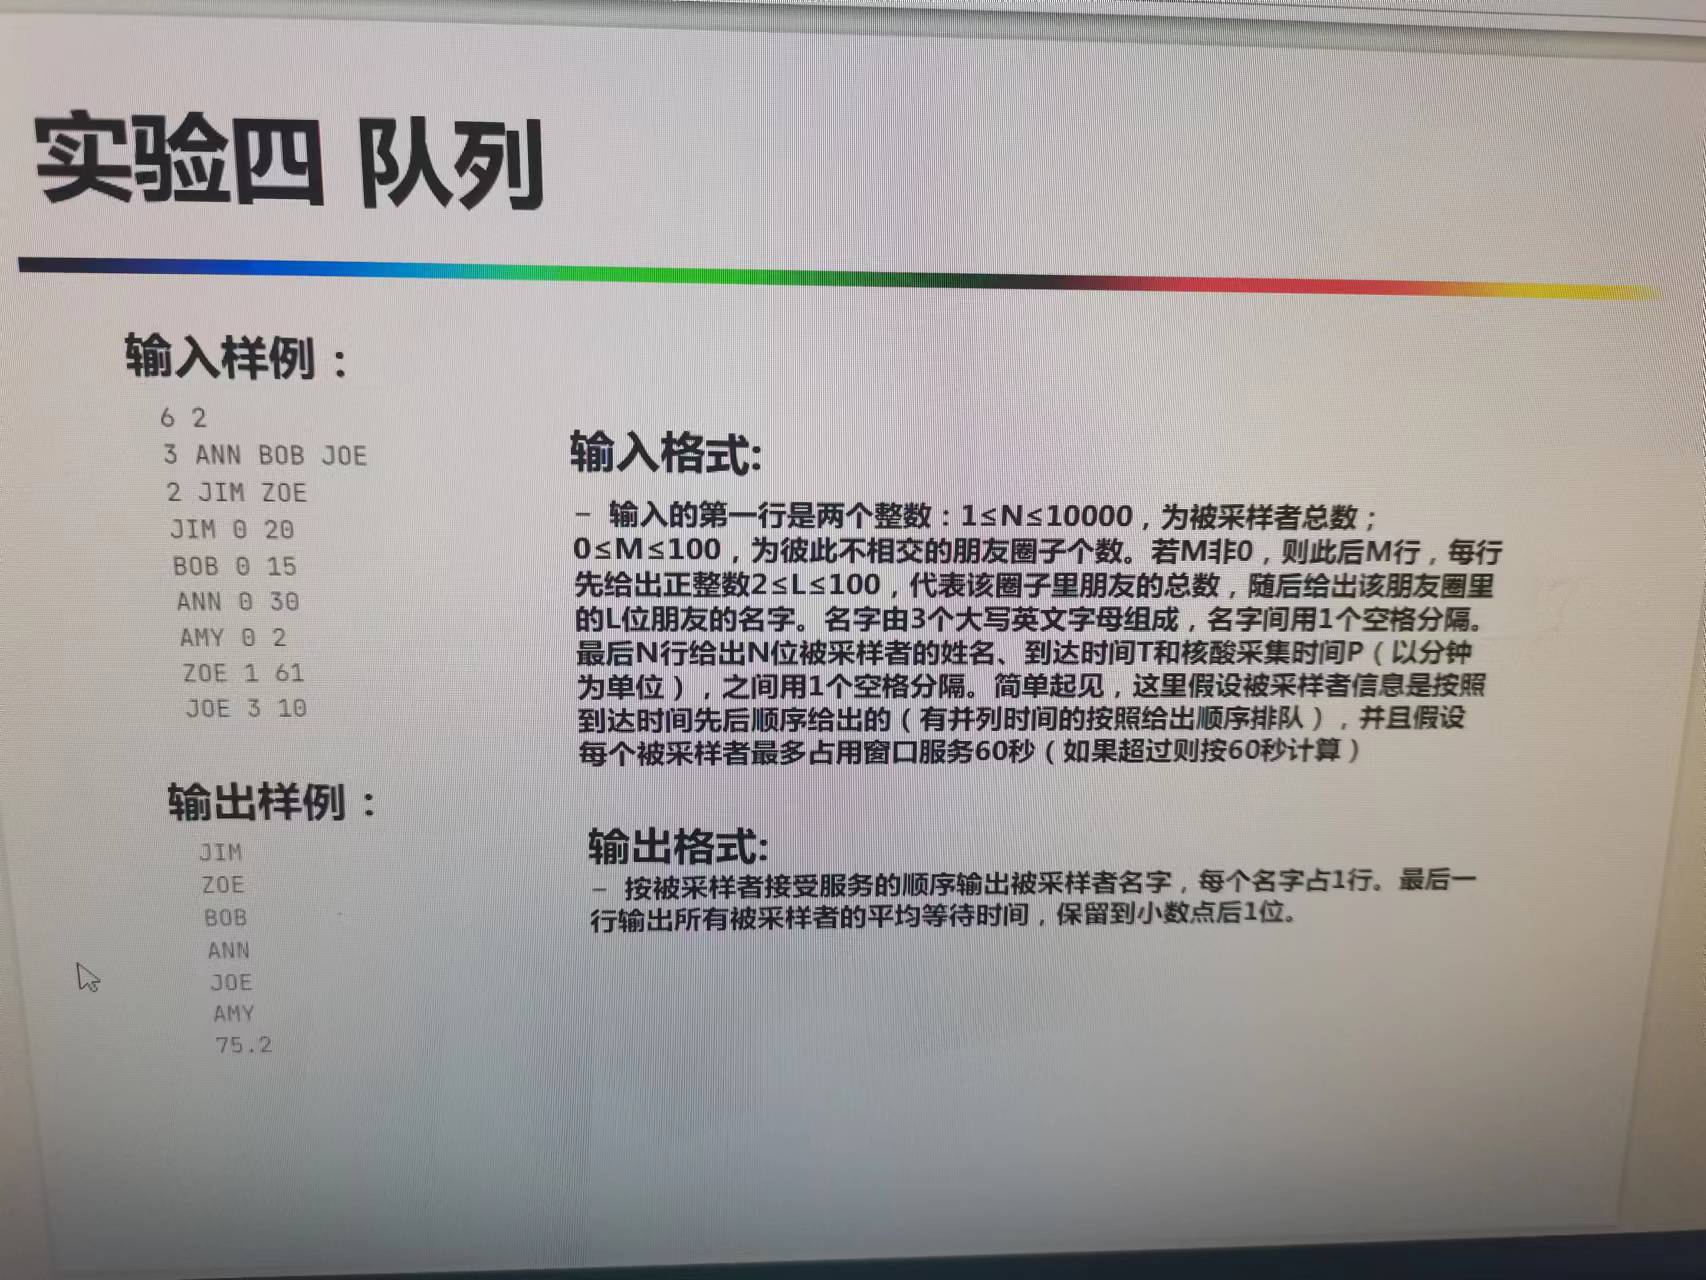 实验四 队列
输入样例：
6 2
3 ANN BOB JOE
2 JIM ZOE
JIM 0 20
BOB 0 15
ANN 0 30
AMY 0 2
ZOE 1 61
JOE 3 10
输出样例：
JIM
ZOE
BOB
ANN
JOE
AMY
75.2
输入格式:
– 输入的第一行是两个整数：1≤N≤10000，为被采样者总数；
0≤M≤100，为彼此不相交的朋友圈子个数。若M非0，则此后M行，每行
先给出正整数2≤L≤100，代表该圈子里朋友的总数，随后给出该朋友圈里
的L位朋友的名字。名字由3个大写英文字母组成，名字间用1个空格分隔。
最后N行给出N位被采样者的姓名、到达时间T和核酸采集时间P（以分钟
为单位），之间用1个空格分隔。简单起见，这里假设被采样者信息是按照
到达时间先后顺序给出的（有并列时间的按照给出顺序排队），并且假设
每个被采样者最多占用窗口服务60秒（如果超过则按60秒计算）
输出格式:
– 按被采样者接受服务的顺序输出被采样者名字，每个名字占1行。最后一
行输出所有被采样者的平均等待时间，保留到小数点后1位。